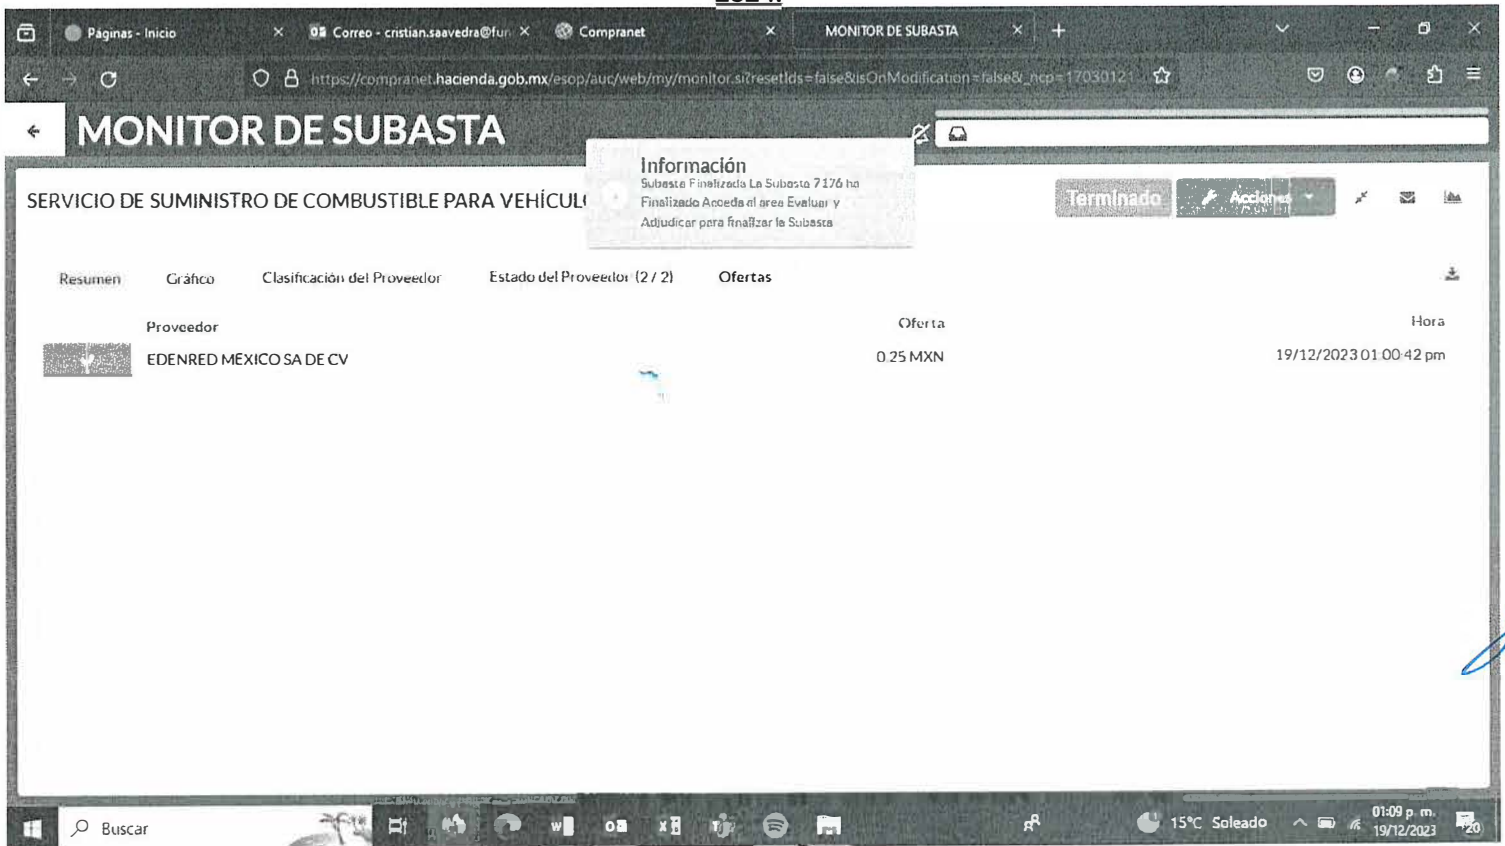 Páginas - Inicio
Correo - cristian.saavedra@fun
Compranet
MONITOR DE SUBASTA
https://compranet.hacienda.gob.mx/esop/auc/web/my/monitor.si?resetIds=false&isOnModification=false&_ncp=17030121
MONITOR DE SUBASTA
Información
Subasta Finalizada La Subasta 7176 ha
Finalizado Acceda al area Evaluar y
Adjudicar para finalizar la Subasta
SERVICIO DE SUMINISTRO DE COMBUSTIBLE PARA VEHÍCUL
Terminado
Acciones
Resumen Gráfico Clasificación del Proveedor Estado del Proveedor (2 / 2) Ofertas
Proveedor Oferta Hora
EDENRED MEXICO SA DE CV 0.25 MXN 19/12/2023 01:00:42 pm
Buscar
15°C Soleado
01:09 p. m.
19/12/2023
20